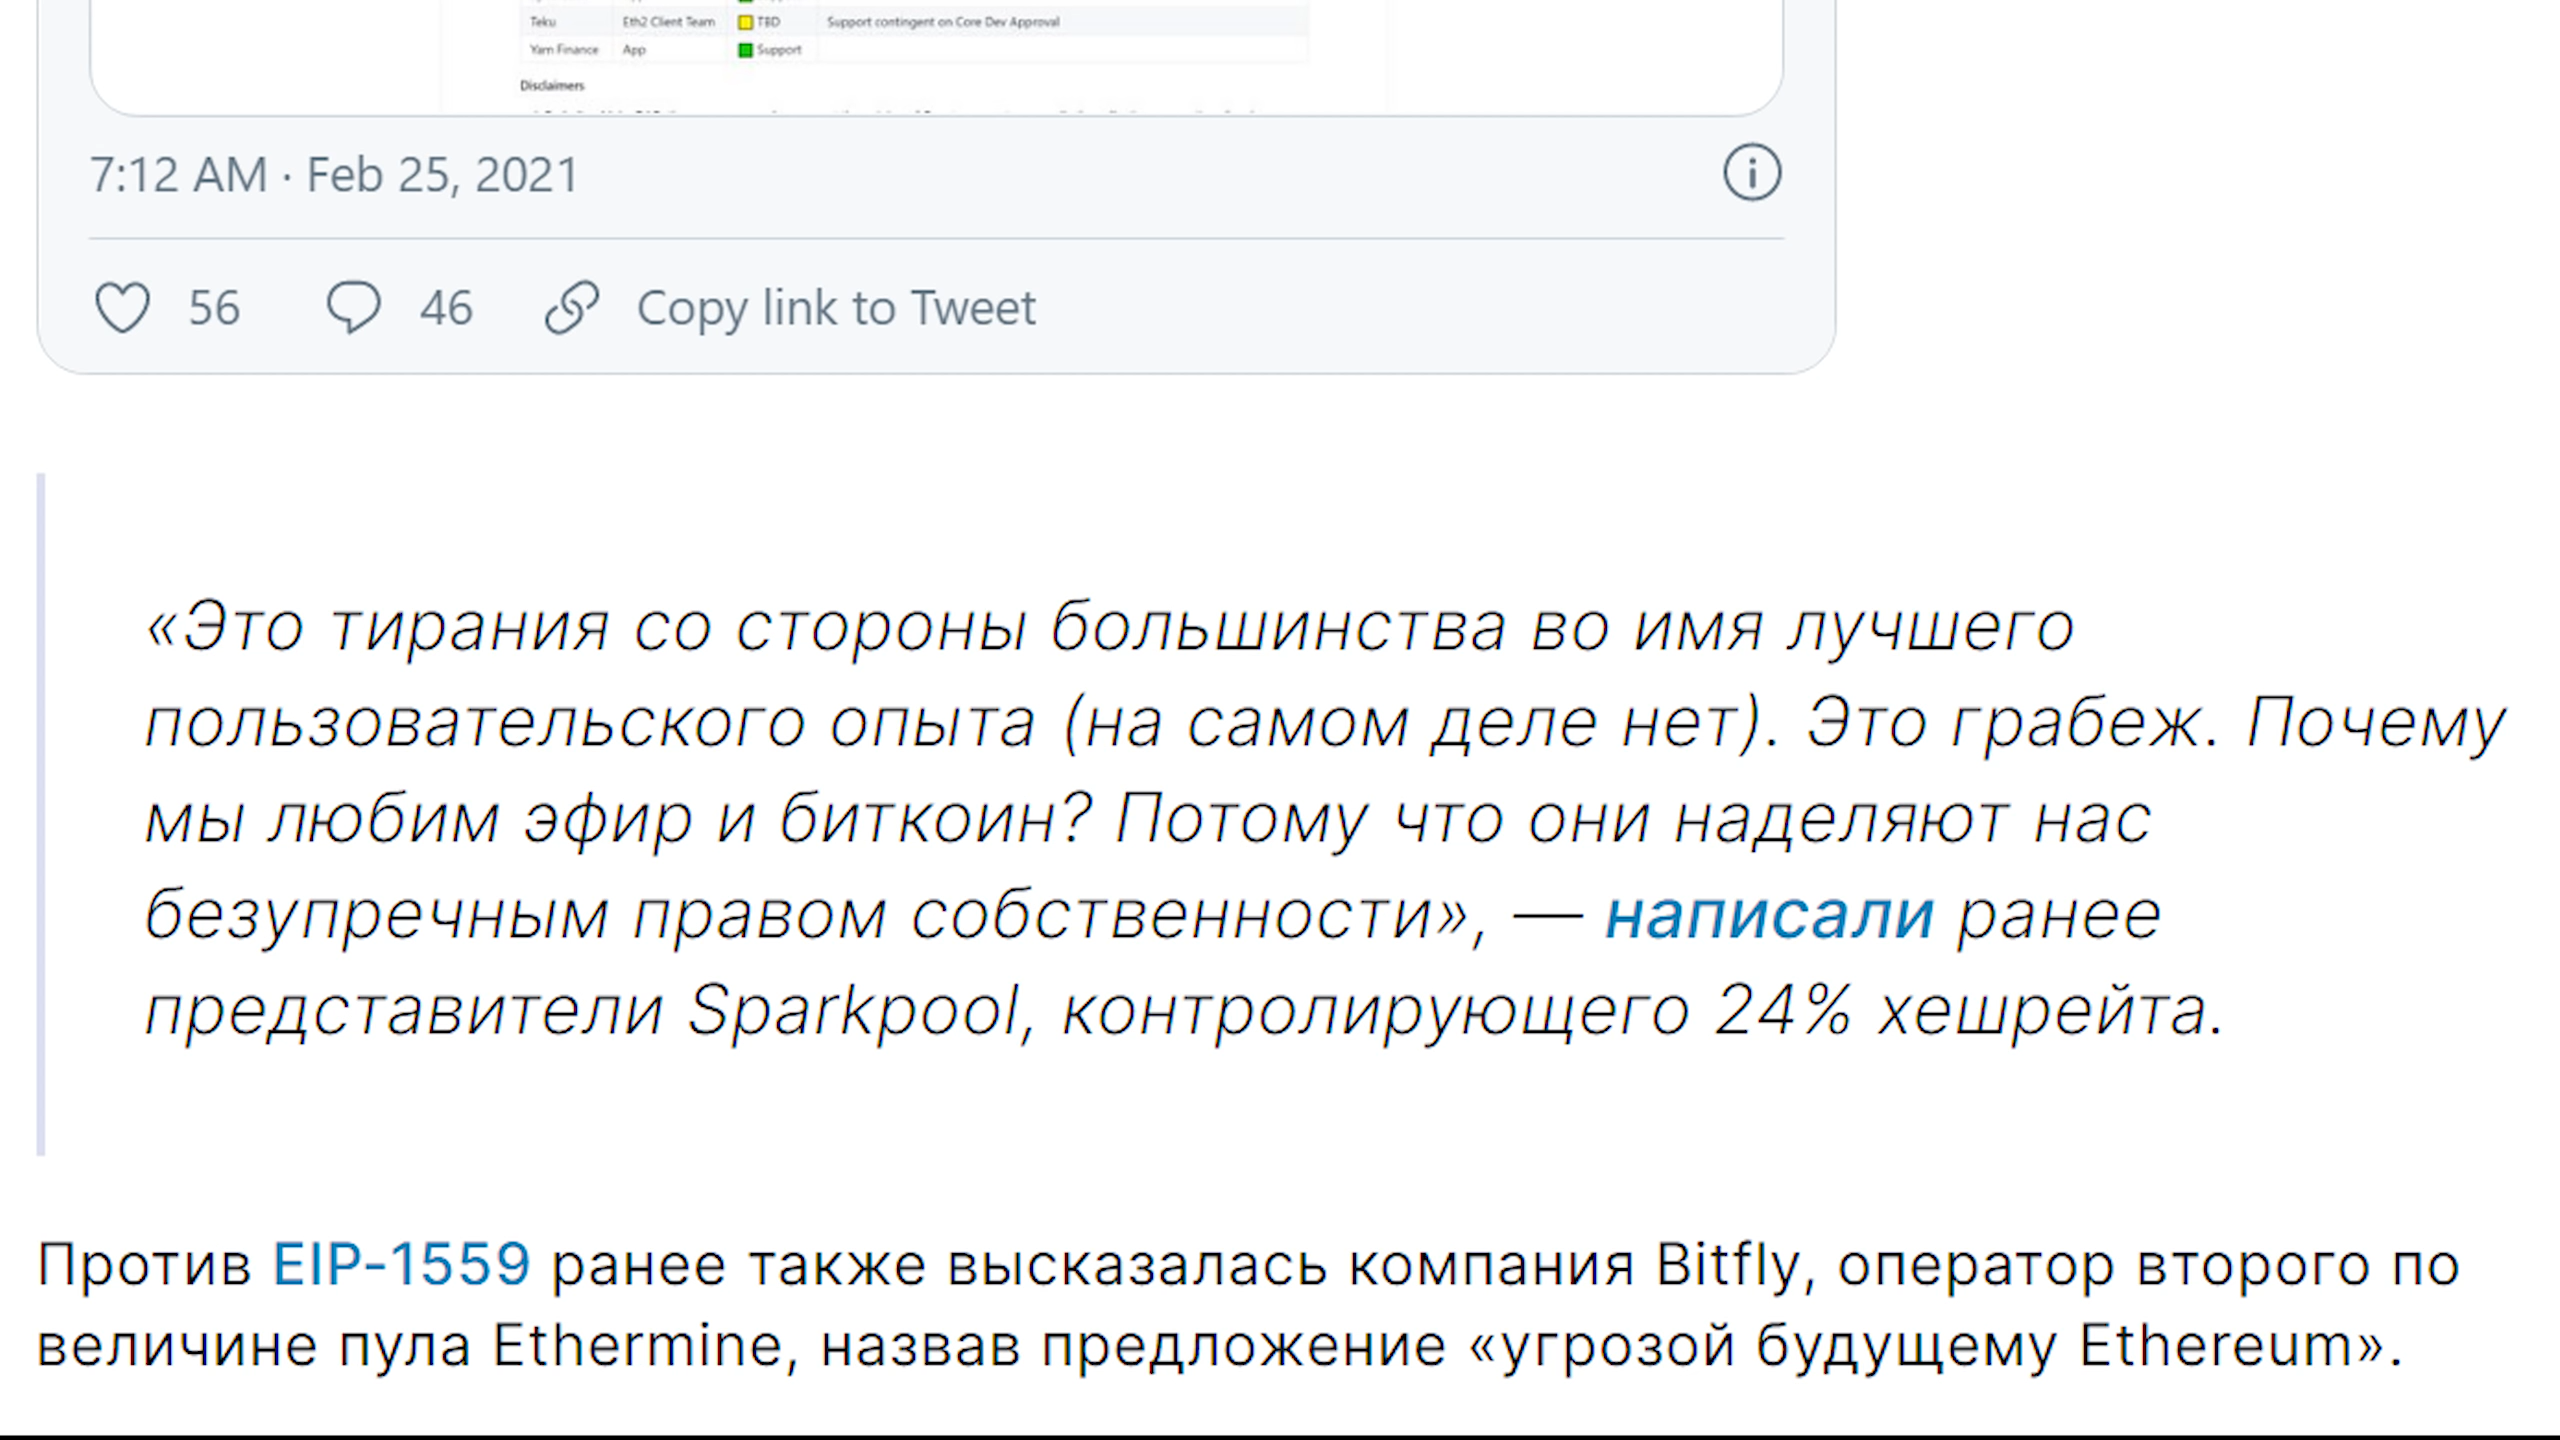 Teku Eth2 Client Team TBD Support contingent on Core Dev Approval
Yarn Finance App Support
Disclaimers
7:12 AM · Feb 25, 2021
56 46 Copy link to Tweet
«Это тирания со стороны большинства во имя лучшего
пользовательского опыта (на самом деле нет). Это грабеж. Почему
мы любим эфир и биткоин? Потому что они наделяют нас
безупречным правом собственности», — написали ранее
представители Sparkpool, контролирующего 24% хешрейта.
Против EIP-1559 ранее также высказалась компания Bitfly, оператор второго по
величине пула Ethermine, назвав предложение «угрозой будущему Ethereum».